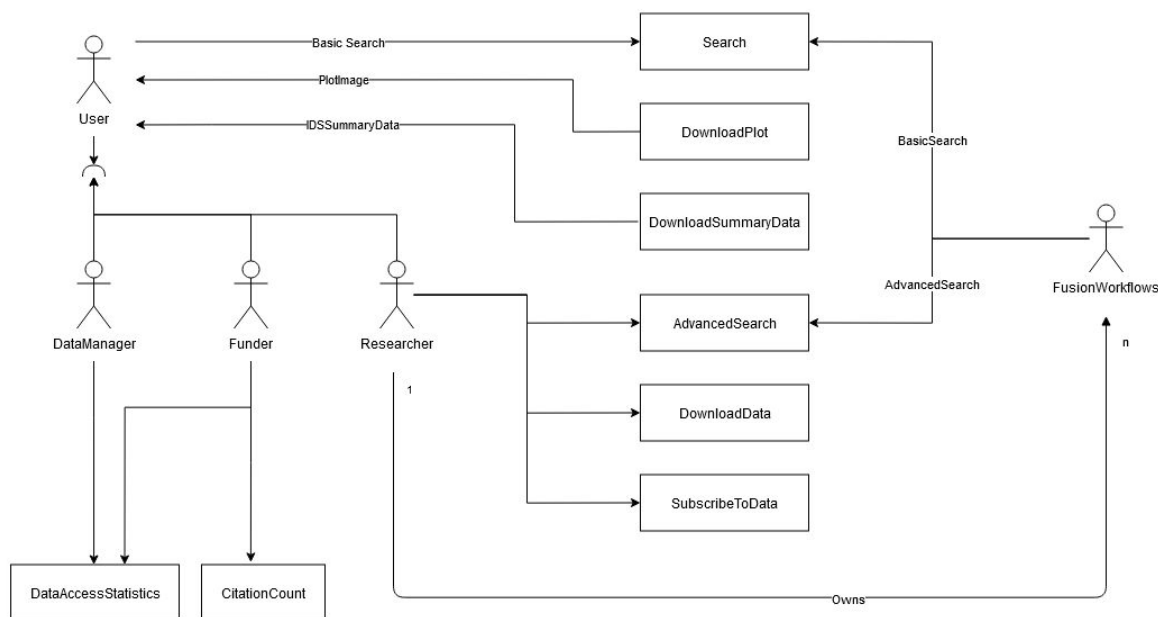 Search
Basic Search
PlotImage
User
IDSSummaryData
DownloadPlot
BasicSearch
DownloadSummaryData
AdvancedSearch
FusionWorkflows
AdvancedSearch
DataManager
Funder
Researcher
n
1
DownloadData
SubscribeToData
DataAccessStatistics
CitationCount
Owns